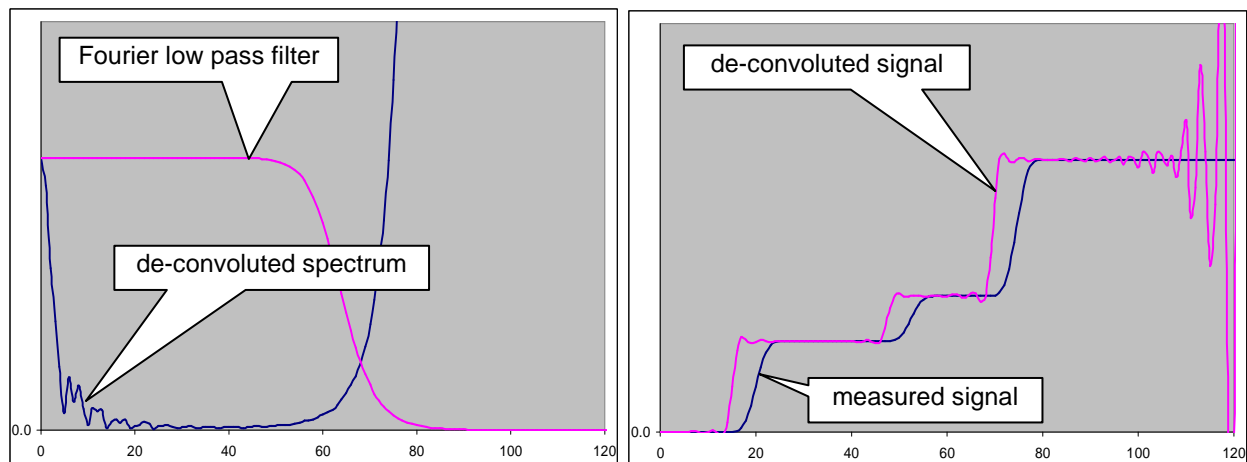 Fourier low pass filter
de-convoluted spectrum
0.0
0 20 40 60 80 100 120
de-convoluted signal
measured signal
0.0
0 20 40 60 80 100 120